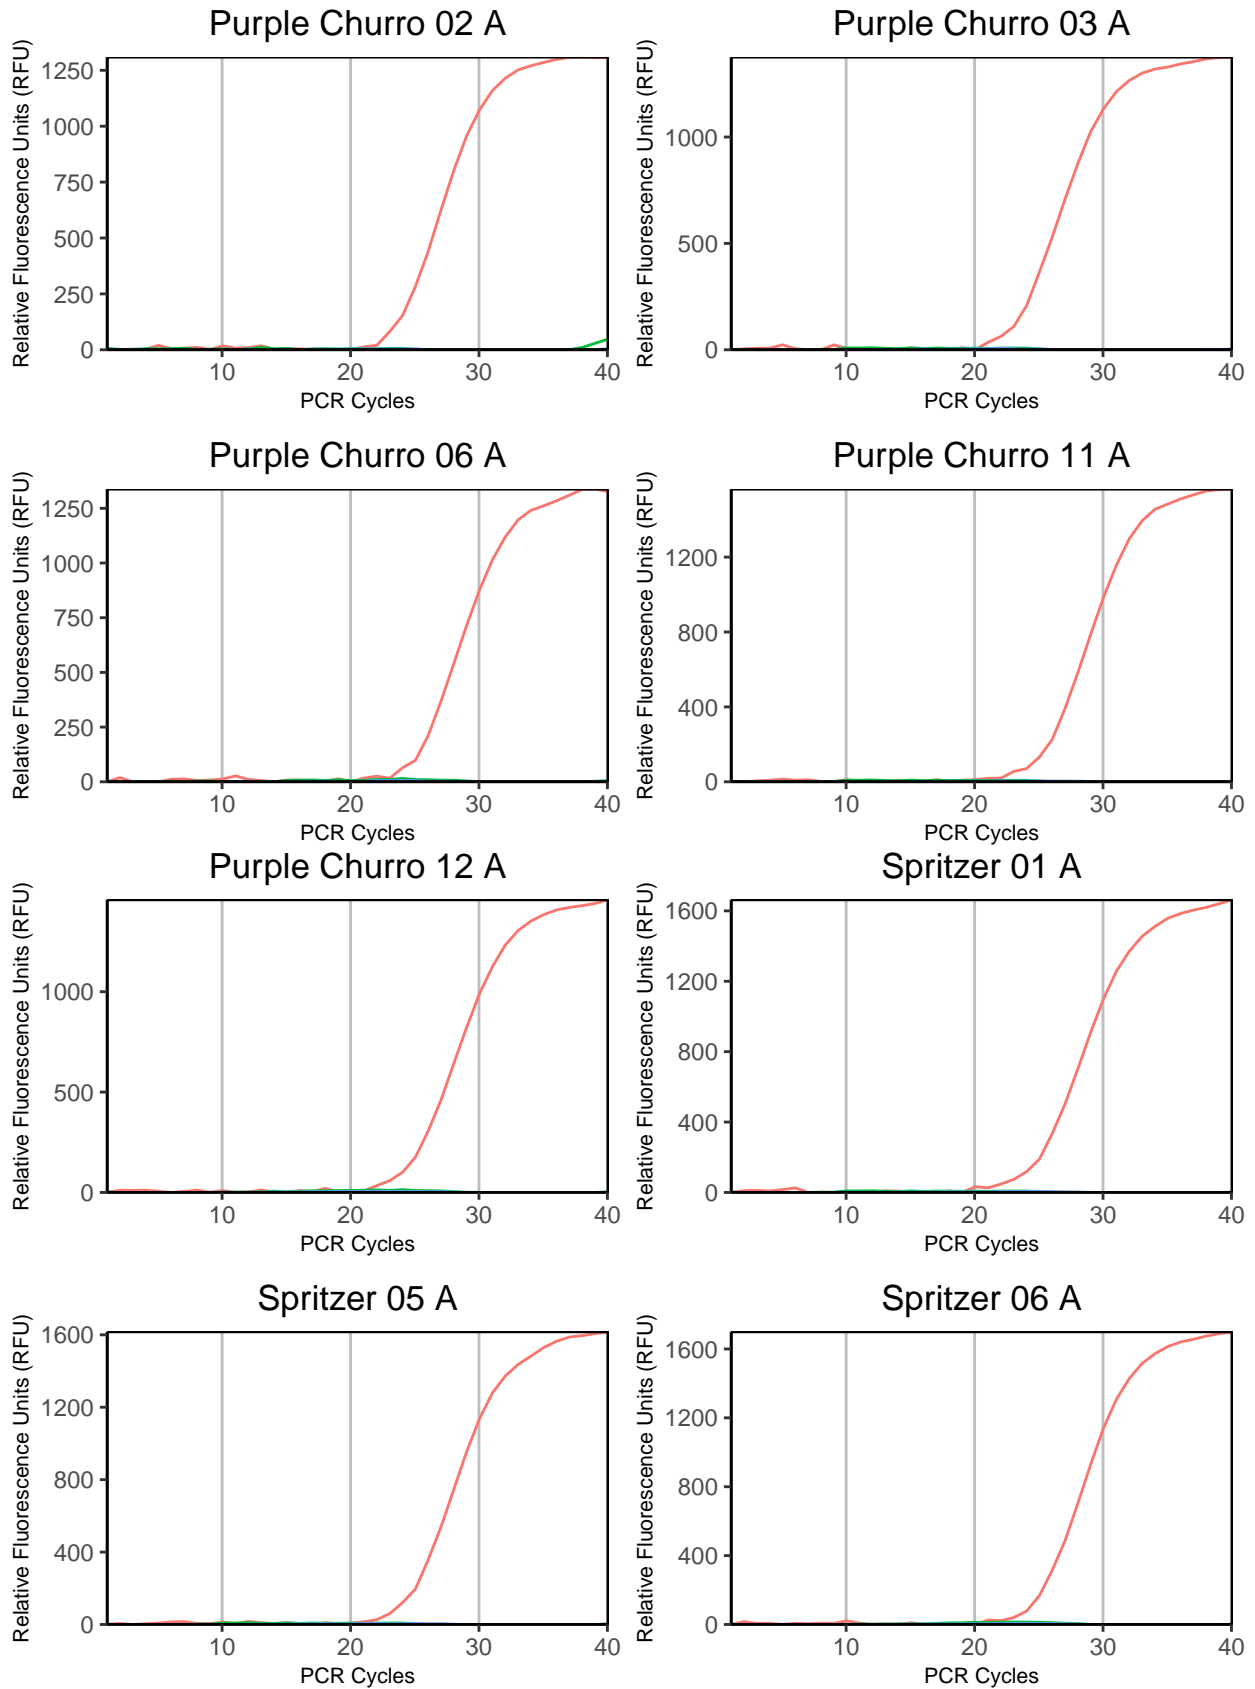 Purple Churro 02 A
Relative Fluorescence Units (RFU)
1250
1000
750
500
250
0
10 20 30 40
PCR Cycles
Purple Churro 03 A
Relative Fluorescence Units (RFU)
1000
500
0
10 20 30 40
PCR Cycles
Purple Churro 06 A
Relative Fluorescence Units (RFU)
1250
1000
750
500
250
0
10 20 30 40
PCR Cycles
Purple Churro 11 A
Relative Fluorescence Units (RFU)
1200
800
400
0
10 20 30 40
PCR Cycles
Purple Churro 12 A
Relative Fluorescence Units (RFU)
1000
500
0
10 20 30 40
PCR Cycles
Spritzer 01 A
Relative Fluorescence Units (RFU)
1600
1200
800
400
0
10 20 30 40
PCR Cycles
Spritzer 05 A
Relative Fluorescence Units (RFU)
1600
1200
800
400
0
10 20 30 40
PCR Cycles
Spritzer 06 A
Relative Fluorescence Units (RFU)
1600
1200
800
400
0
10 20 30 40
PCR Cycles